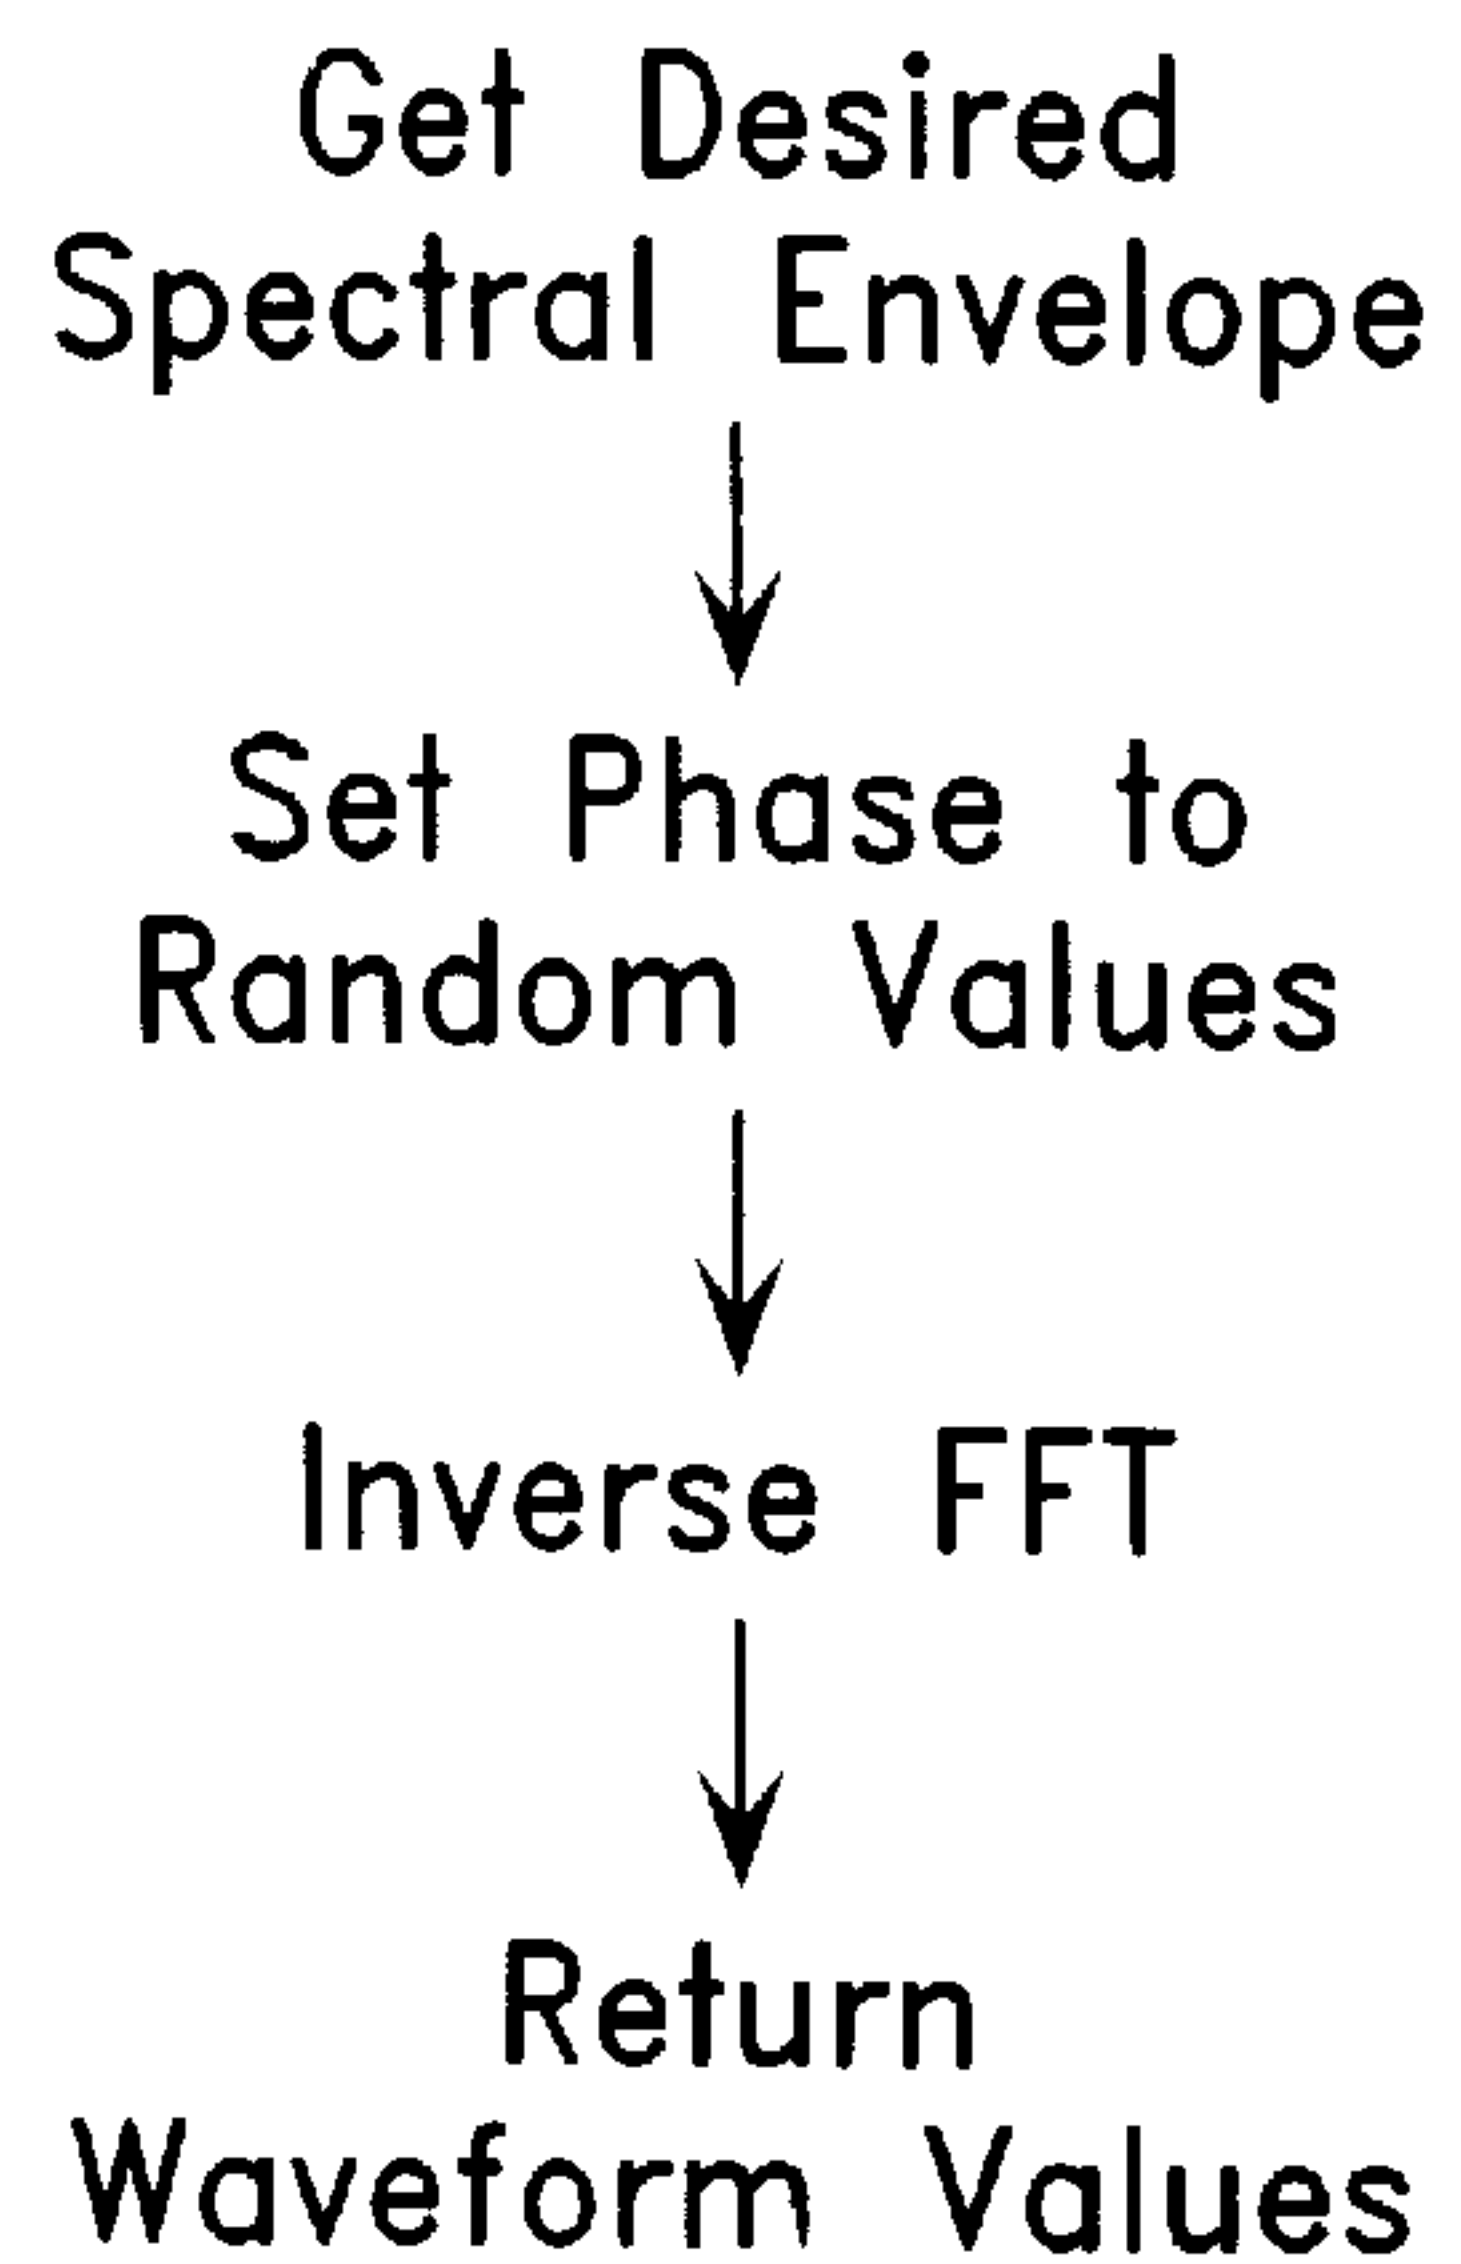 Get Desired
Spectral Envelope
Set Phase to
Random Values
Inverse FFT
Return
Waveform Values